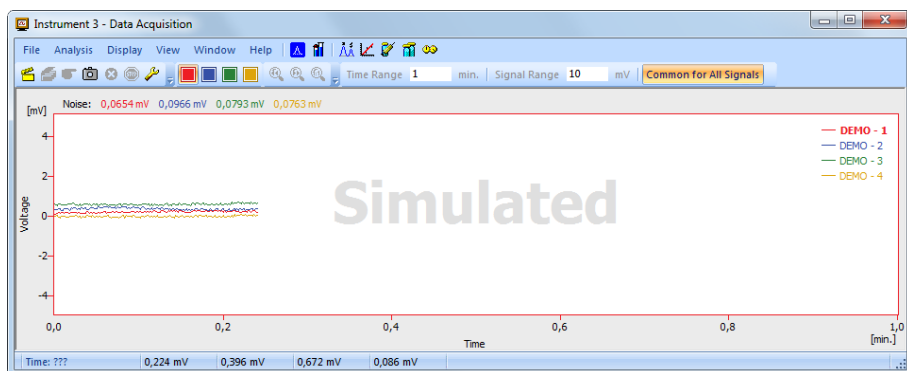 Instrument 3 - Data Acquisition
File Analysis Display View Window Help
Time Range 1 min. Signal Range 10 mV Common for All Signals
Noise: 0,0654 mV 0,0966 mV 0,0793 mV 0,0763 mV
[mV]
DEMO - 1
DEMO - 2
DEMO - 3
DEMO - 4
4
2
0
-2
-4
Voltage
Simulated
0,0 0,2 0,4 0,6 0,8 1,0
Time
[min.]
Time: ??? 0,224 mV 0,396 mV 0,672 mV 0,086 mV